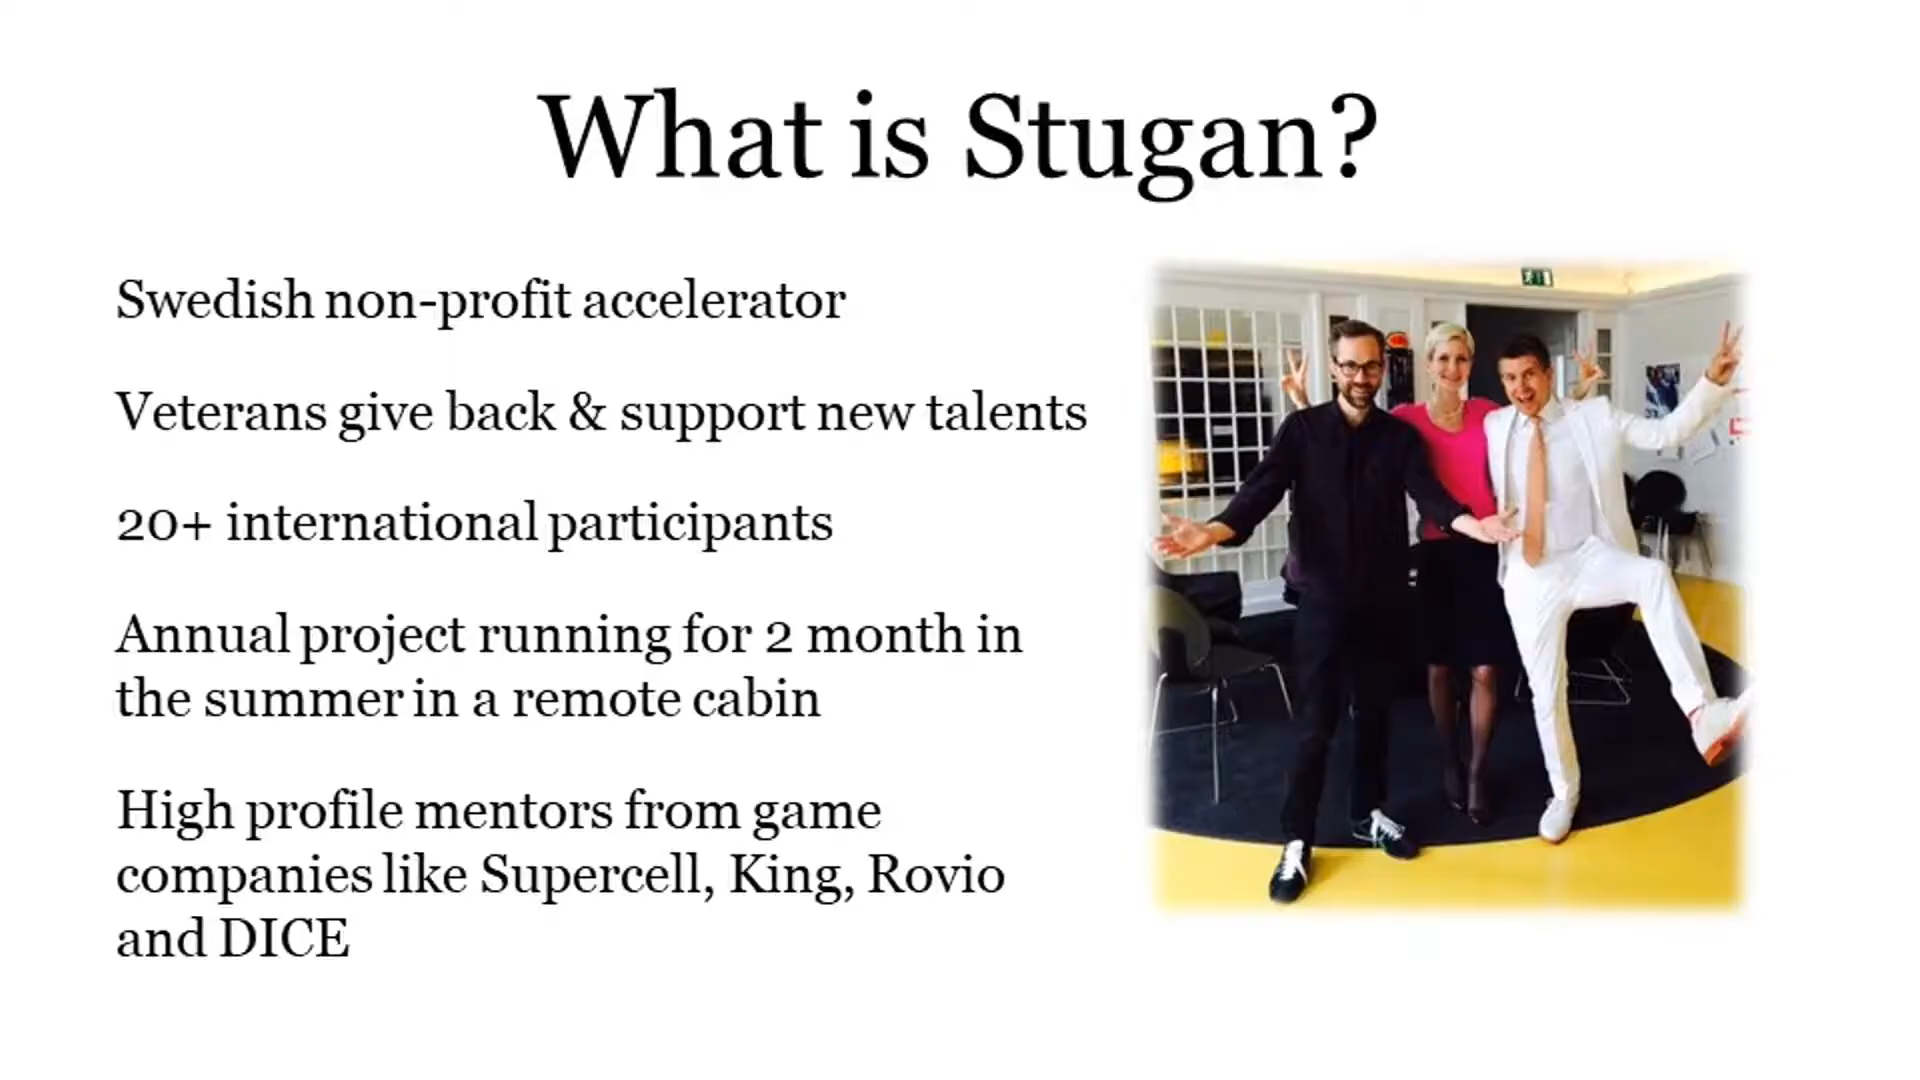 What is Stugan?
Swedish non-profit accelerator
Veterans give back & support new talents
20+ international participants
Annual project running for 2 month in
the summer in a remote cabin
High profile mentors from game
companies like Supercell, King, Rovio
and DICE